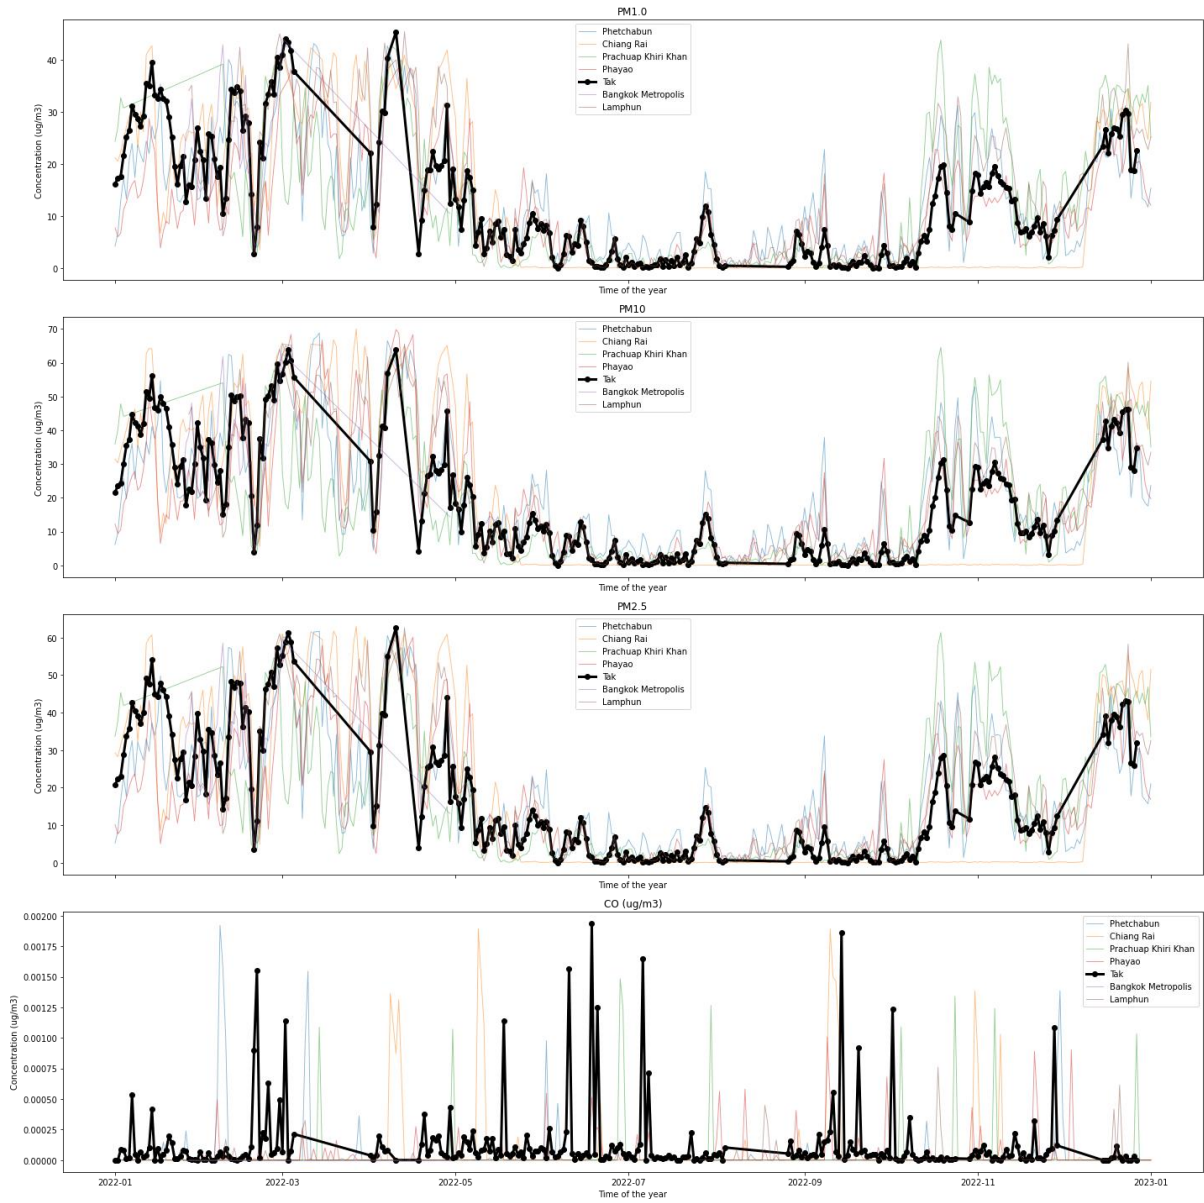 PM1.0
Concentration (ug/m3)
40
30
20
10
0
Phetchabun
Chiang Rai
Prachuap Khiri Khan
Phayao
Tak
Bangkok Metropolis
Lamphun
Time of the year
PM10
Concentration (ug/m3)
70
60
50
40
30
20
10
0
Phetchabun
Chiang Rai
Prachuap Khiri Khan
Phayao
Tak
Bangkok Metropolis
Lamphun
Time of the year
PM2.5
Concentration (ug/m3)
60
50
40
30
20
10
0
Phetchabun
Chiang Rai
Prachuap Khiri Khan
Phayao
Tak
Bangkok Metropolis
Lamphun
Time of the year
CO (ug/m3)
Concentration (ug/m3)
0.00200
0.00175
0.00150
0.00125
0.00100
0.00075
0.00050
0.00025
0.00000
Phetchabun
Chiang Rai
Prachuap Khiri Khan
Phayao
Tak
Bangkok Metropolis
Lamphun
2022-01 2022-03 2022-05 2022-07 2022-09 2022-11 2023-01
Time of the year